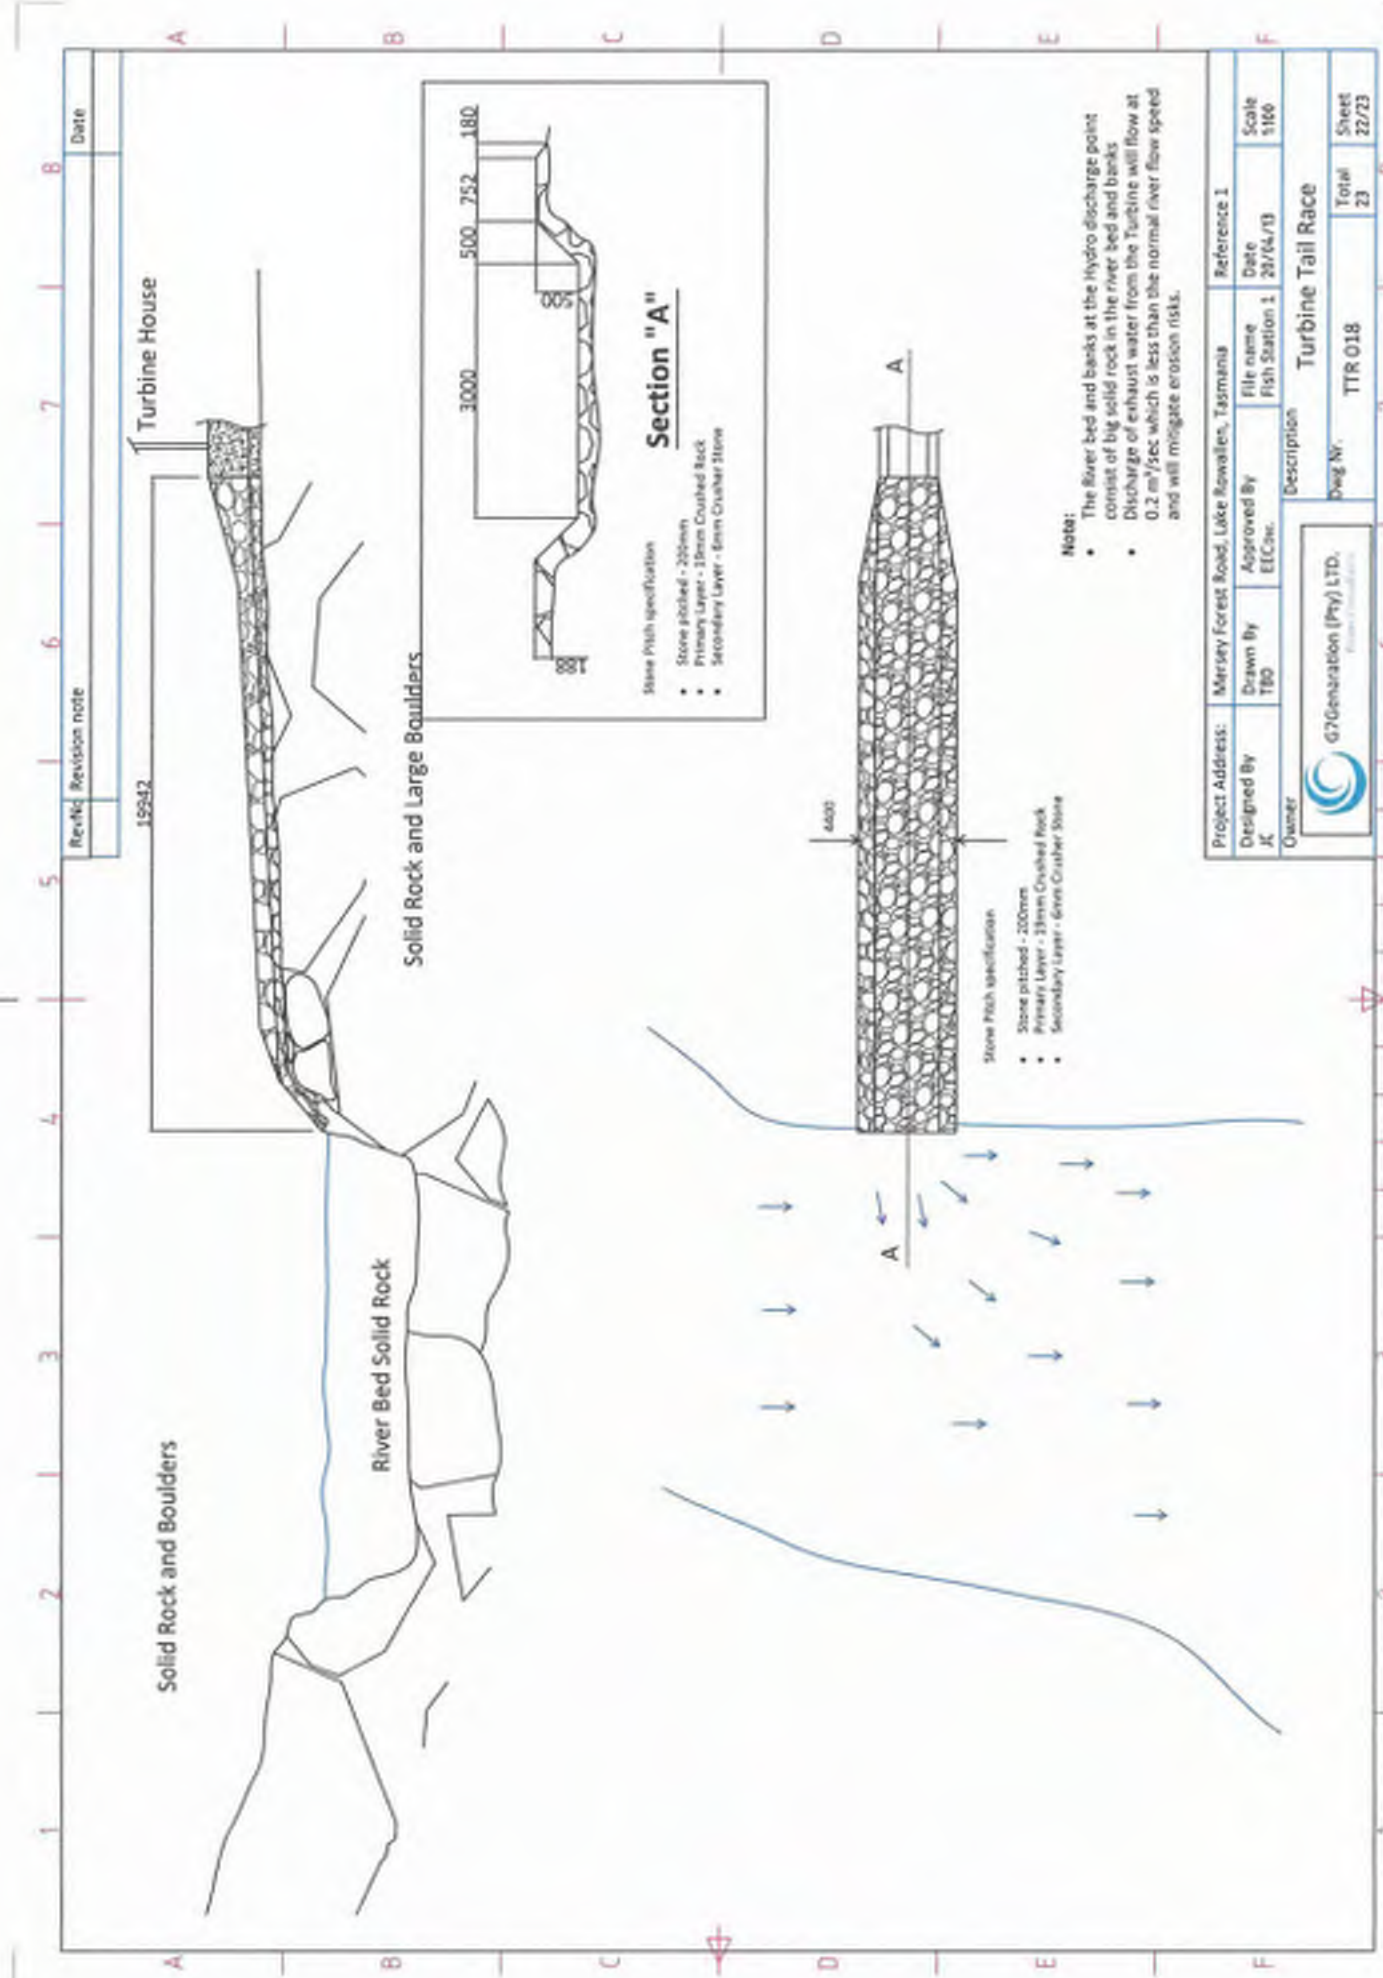 RevNo Revision note Date
Turbine House
19942
Solid Rock and Boulders
River Bed Solid Rock
Solid Rock and Large Boulders
3000 500 752 180
500
188
Section "A"
Stone Pitch specification
• Stone pitched - 200mm
• Primary Layer - 19mm Crushed Rock
• Secondary Layer - 6mm Crusher Stone
4400
A
A
Stone Pitch specification
• Stone pitched - 200mm
• Primary Layer - 19mm Crushed Rock
• Secondary Layer - 6mm Crusher Stone
Note:
• The River bed and banks at the Hydro discharge point
consist of big solid rock in the river bed and banks
• Discharge of exhaust water from the Turbine will flow at
0.2 m³/sec which is less than the normal river flow speed
and will mitigate erosion risks.
Project Address: Mersey Forest Road, Lake Rowallen, Tasmania Reference 1
Designed By Drawn By Approved By File name Date Scale
JC TBO Fish Station 1 20/04/13 1:100
Owner Description
G7Genaration (Pty) LTD.
Turbine Tail Race
Dwg Nr. TTR 018 Total Sheet
23 22/23
1 2 3 4 5 6 7 8
A B C D E F
A B C D E F